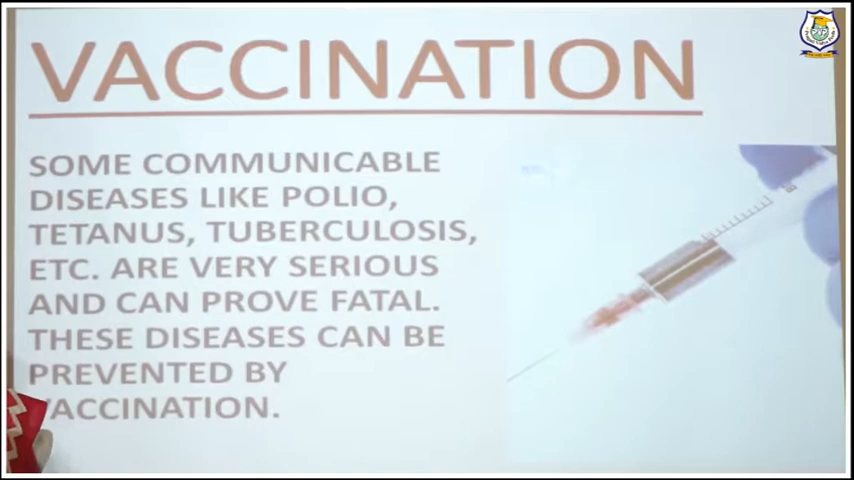 VACCINATION
SOME COMMUNICABLE
DISEASES LIKE POLIO,
TETANUS, TUBERCULOSIS,
ETC. ARE VERY SERIOUS
AND CAN PROVE FATAL.
THESE DISEASES CAN BE
PREVENTED BY
VACCINATION.